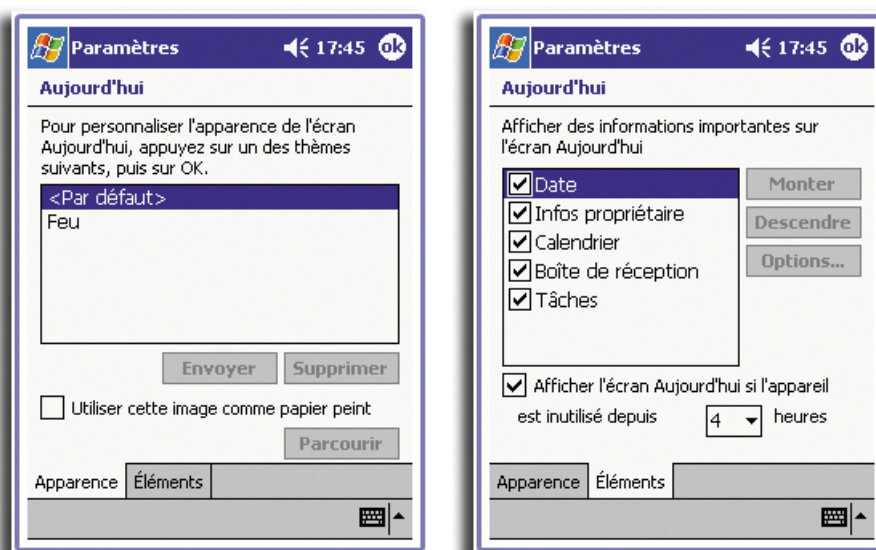 Paramètres 17:45 ok
Aujourd'hui
Pour personnaliser l'apparence de l'écran
Aujourd'hui, appuyez sur un des thèmes
suivants, puis sur OK.
<Par défaut>
Feu
Envoyer Supprimer
Utiliser cette image comme papier peint
Parcourir
Apparence Éléments
Paramètres 17:45 ok
Aujourd'hui
Afficher des informations importantes sur
l'écran Aujourd'hui
Date Monter
Infos propriétaire Descendre
Calendrier Options...
Boîte de réception
Tâches
Afficher l'écran Aujourd'hui si l'appareil
est inutilisé depuis 4 heures
Apparence Éléments